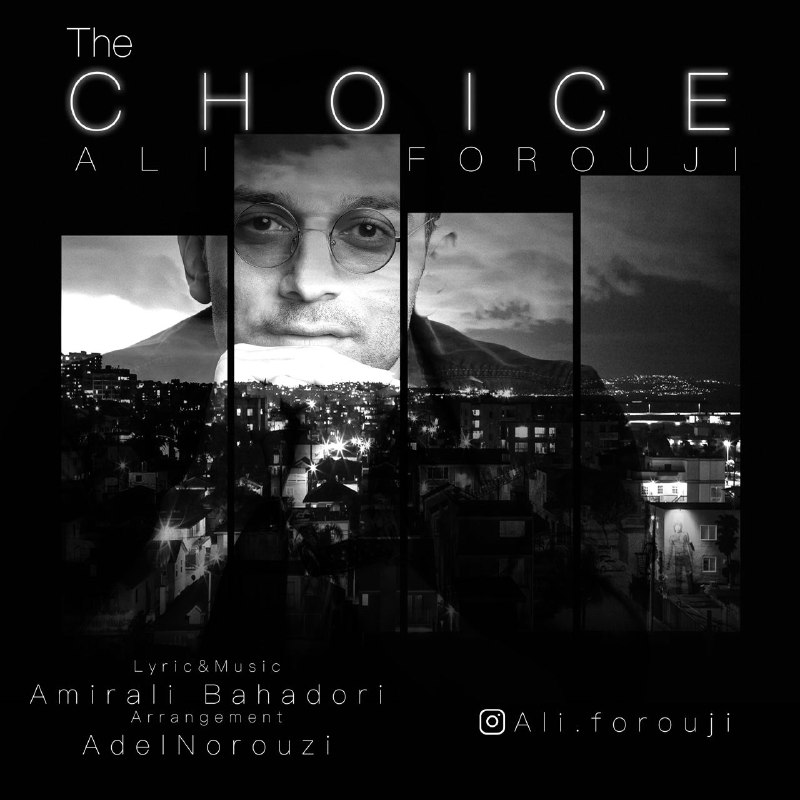 The
CHOICE
ALI FOROUJI
Lyric&Music
Amirali Bahadori
Arrangement
AdelNorouzi
Ali.forouji